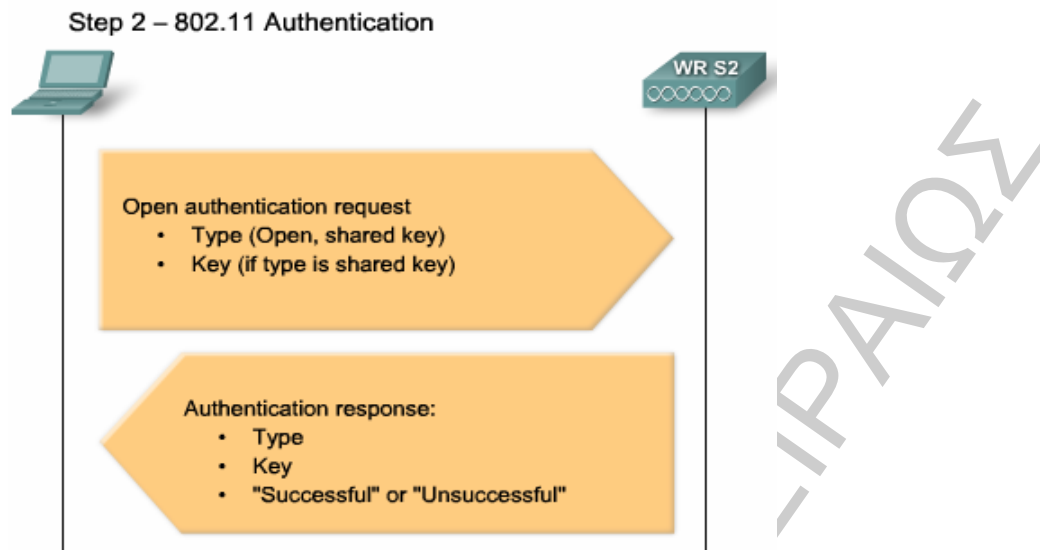 Step 2 – 802.11 Authentication
WR S2
Open authentication request
• Type (Open, shared key)
• Key (if type is shared key)
Authentication response:
• Type
• Key
• "Successful" or "Unsuccessful"
ΙΡΑΙΩΣ